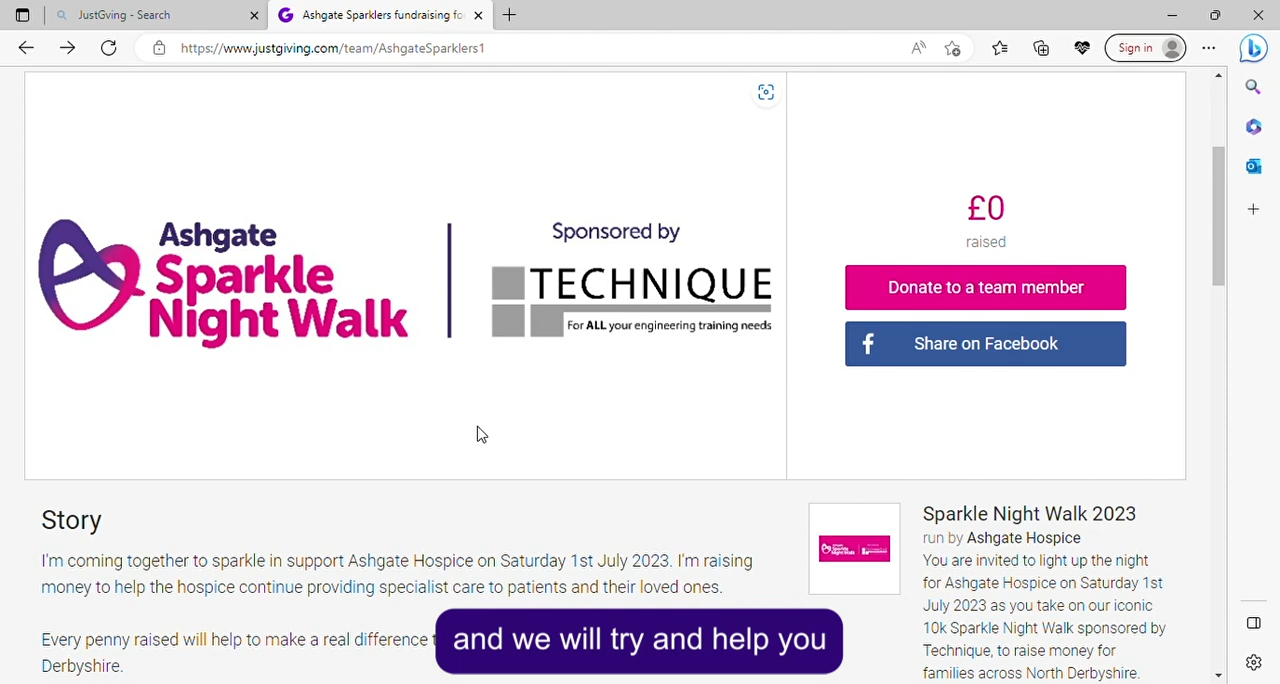 JustGving - Search
Ashgate Sparklers fundraising fo
https://www.justgiving.com/team/AshgateSparklers1
Sign in
Ashgate
Sparkle
Night Walk
Sponsored by
TECHNIQUE
For ALL your engineering training needs
£0
raised
Donate to a team member
Share on Facebook
Story
I'm coming together to sparkle in support Ashgate Hospice on Saturday 1st July 2023. I'm raising
money to help the hospice continue providing specialist care to patients and their loved ones.
Every penny raised will help to make a real difference
Derbyshire.
Sparkle Night Walk 2023
run by Ashgate Hospice
You are invited to light up the night
for Ashgate Hospice on Saturday 1st
July 2023 as you take on our iconic
10k Sparkle Night Walk sponsored by
Technique, to raise money for
families across North Derbyshire.
and we will try and help you